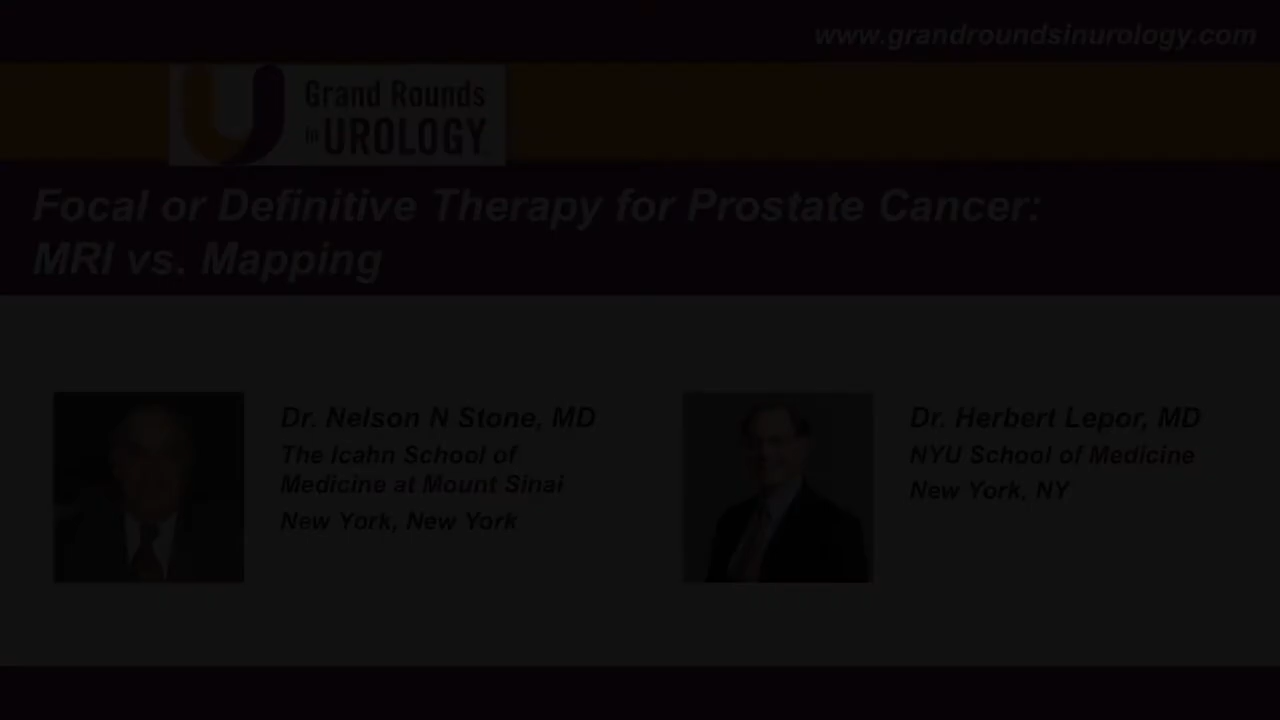 www.grandroundsinurology.com
Grand Rounds
in UROLOGY
Focal or Definitive Therapy for Prostate Cancer:
MRI vs. Mapping
Dr. Nelson N Stone, MD
The Icahn School of
Medicine at Mount Sinai
New York, New York
Dr. Herbert Lepor, MD
NYU School of Medicine
New York, NY